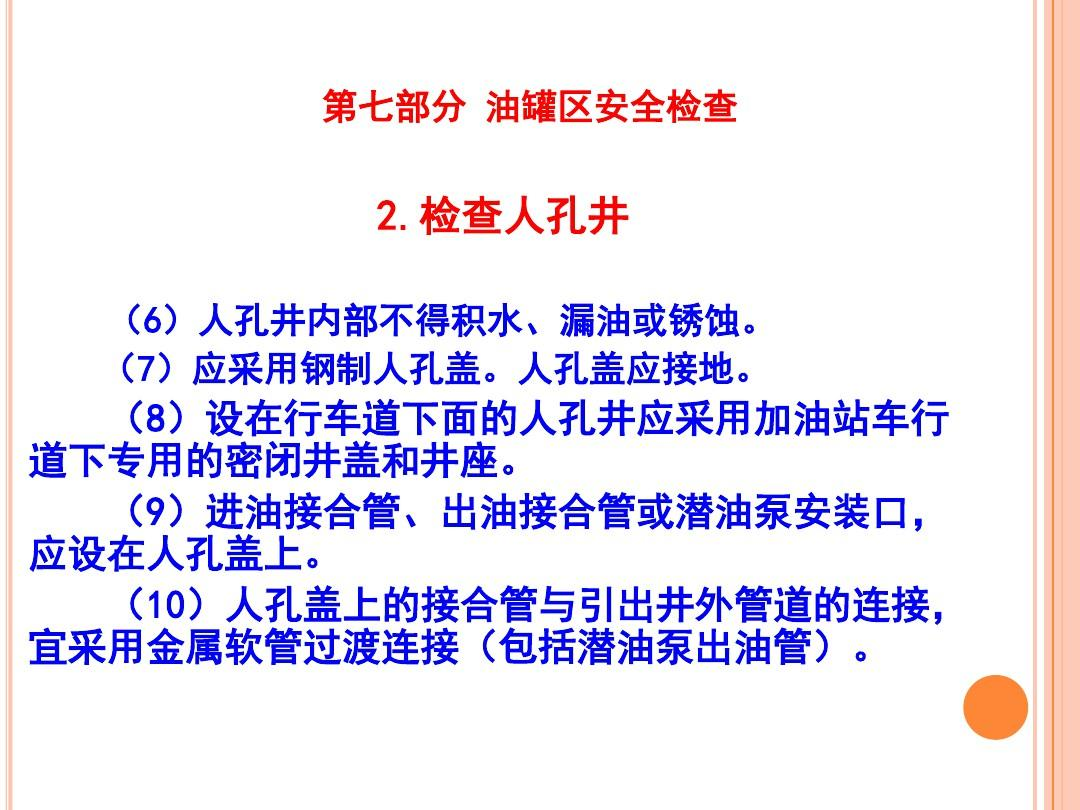 第七部分 油罐区安全检查
2.检查人孔井
（6）人孔井内部不得积水、漏油或锈蚀。
（7）应采用钢制人孔盖。人孔盖应接地。
（8）设在行车道下面的人孔井应采用加油站车行
道下专用的密闭井盖和井座。
（9）进油接合管、出油接合管或潜油泵安装口，
应设在人孔盖上。
（10）人孔盖上的接合管与引出井外管道的连接，
宜采用金属软管过渡连接（包括潜油泵出油管）。